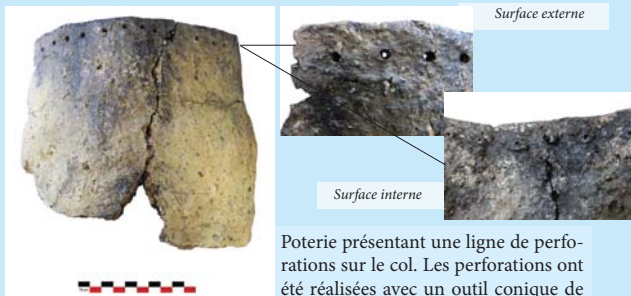 Surface externe
Surface interne
Poterie présentant une ligne de perfo-
rations sur le col. Les perforations ont
été réalisées avec un outil conique de